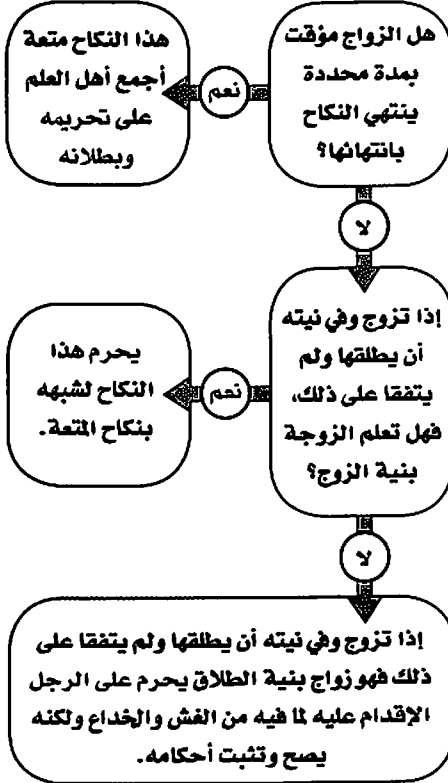 هل الزواج مؤقت
بمدة محددة
ينتهي النكاح
بانتهائها؟
نعم
هذا النكاح متعة
أجمع أهل العلم
على تحريمه
وبطلانه
لا
إذا تزوج وفي نيته
أن يطلقها ولم
يتفقا على ذلك،
فهل تعلم الزوجة
بنية الزوج؟
نعم
يحرم هذا
النكاح لشبهه
بنكاح المتعة.
لا
إذا تزوج وفي نيته أن يطلقها ولم يتفقا على
ذلك فهو زواج بنية الطلاق يحرم على الرجل
الإقدام عليه لما فيه من الغش والخداع ولكنه
يصح وتثبت أحكامه.